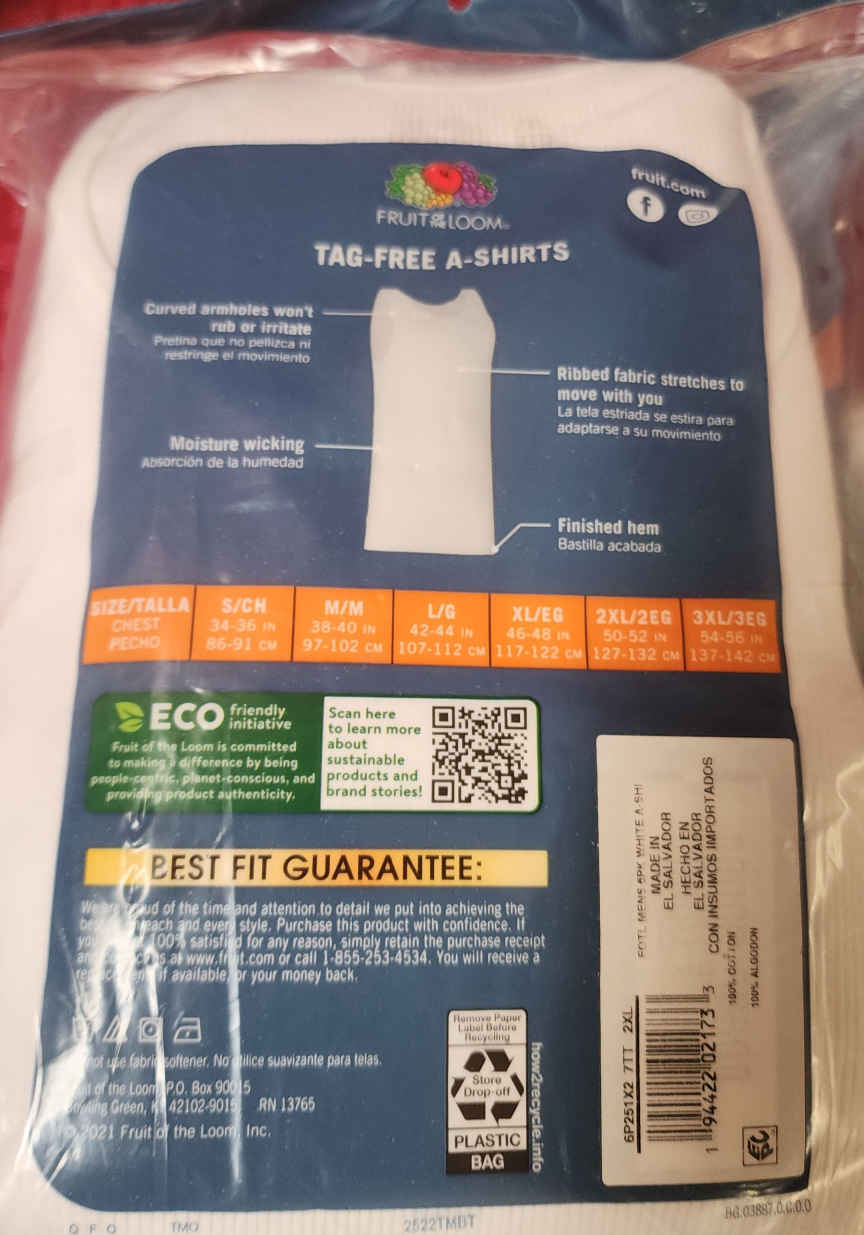 fruit.com
f
FRUIT OF THE LOOM
TAG-FREE A-SHIRTS
Curved armholes won't
rub or irritate
Pretina que no pellizca ni
restringe el movimiento
Ribbed fabric stretches to
move with you
La tela estriada se estira para
adaptarse a su movimiento
Moisture wicking
Absorción de la humedad
Finished hem
Bastilla acabada
SIZE/TALLA S/CH M/M L/G XL/EG 2XL/2EG 3XL/3EG
CHEST 34-36 IN 38-40 IN 42-44 IN 46-48 IN 50-52 IN 54-56 IN
PECHO 86-91 CM 97-102 CM 107-112 CM 117-122 CM 127-132 CM 137-142 CM
ECO friendly
initiative
Fruit of the Loom is committed
to making a difference by being
people-centric, planet-conscious, and
providing product authenticity.
Scan here
to learn more
about
sustainable
products and
brand stories!
BEST FIT GUARANTEE:
We are proud of the time and attention to detail we put into achieving the
each and every style. Purchase this product with confidence. If
100% satisfied for any reason, simply retain the purchase receipt
and at www.fruit.com or call 1-855-253-4534. You will receive a
if available, or your money back.
not use fabric softener. No utilice suavizante para telas.
of the Loom P.O. Box 90015
Bowling Green, KY 42102-9015 RN 13765
©2021 Fruit of the Loom, Inc.
Remove Paper
Label Before
Recycling
Store
Drop-off
PLASTIC
BAG
how2recycle.info
FOTL MENS 6PK WHITE A-SHI
MADE IN
EL SALVADOR
HECHO EN
EL SALVADOR
CON INSUMOS IMPORTADOS
100% COTTON
100% ALGODON
6P251X2 7TT 2XL
1 94422 02173 3
EPC
BG.03887.0.C.0.0
O F O TMO 2522TMDT